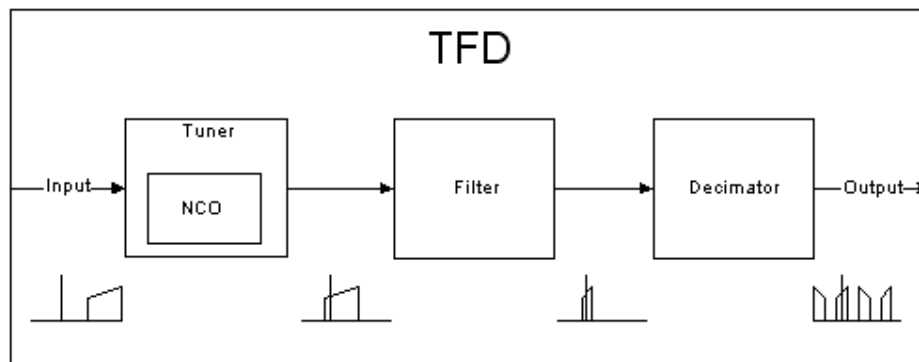 TFD
Tuner
Input
NCO
Filter
Decimator
Output